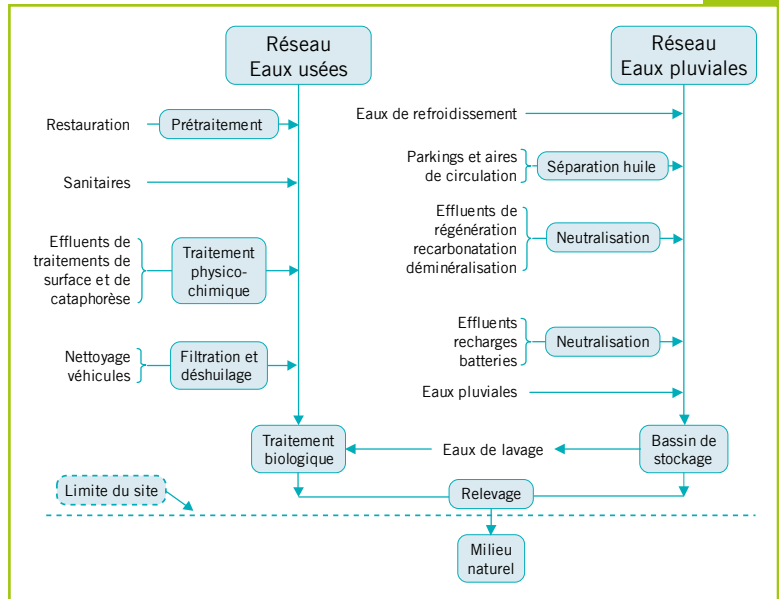 Réseau
Eaux usées
Réseau
Eaux pluviales
Restauration
Prétraitement
Sanitaires
Effluents de
traitements de
surface et de
cataphorèse
Traitement
physico-
chimique
Nettoyage
véhicules
Filtration et
déshuilage
Eaux de refroidissement
Parkings et aires
de circulation
Séparation huile
Effluents de
régénération
recarbonatation
déminéralisation
Neutralisation
Effluents
recharges
batteries
Neutralisation
Eaux pluviales
Traitement
biologique
Eaux de lavage
Bassin de
stockage
Limite du site
Relevage
Milieu
naturel